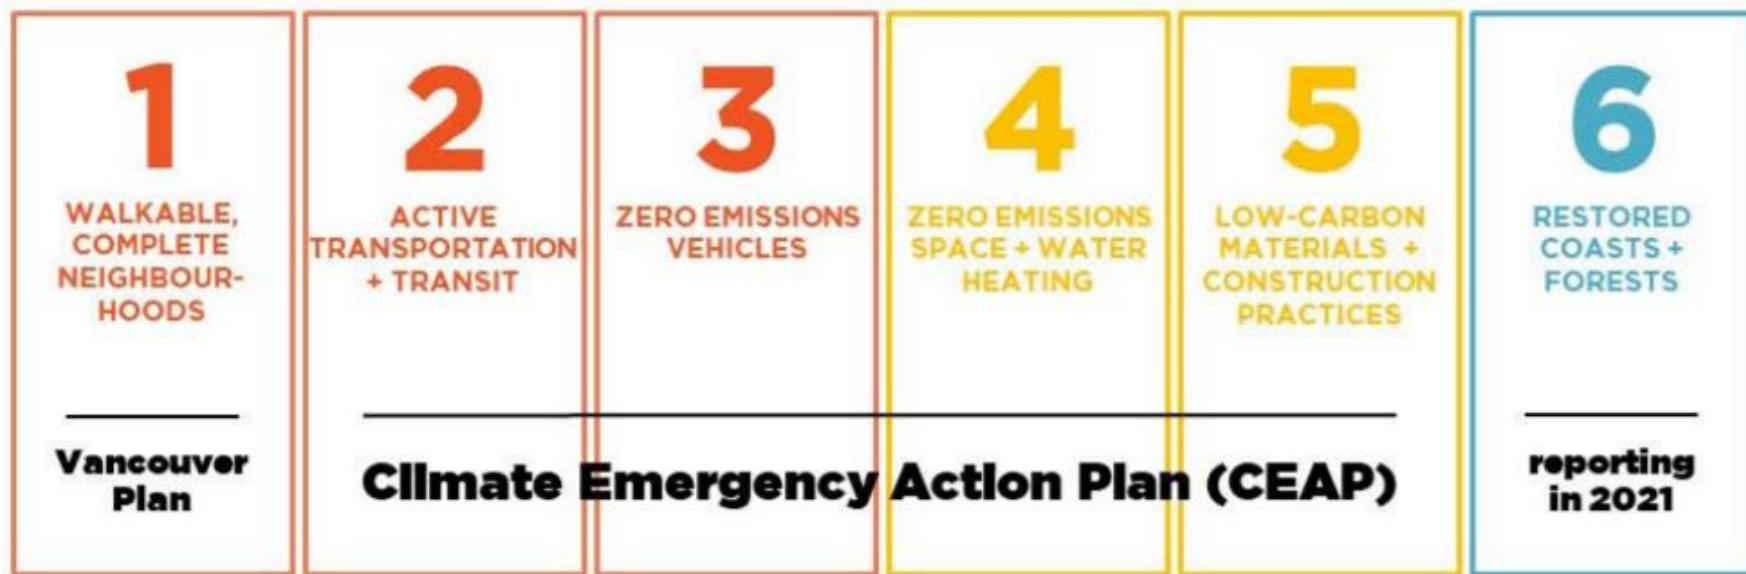 1
WALKABLE,
COMPLETE
NEIGHBOUR-
HOODS
Vancouver
Plan
2
ACTIVE
TRANSPORTATION
+ TRANSIT
3
ZERO EMISSIONS
VEHICLES
4
ZERO EMISSIONS
SPACE + WATER
HEATING
5
LOW-CARBON
MATERIALS +
CONSTRUCTION
PRACTICES
Climate Emergency Action Plan (CEAP)
6
RESTORED
COASTS +
FORESTS
reporting
in 2021